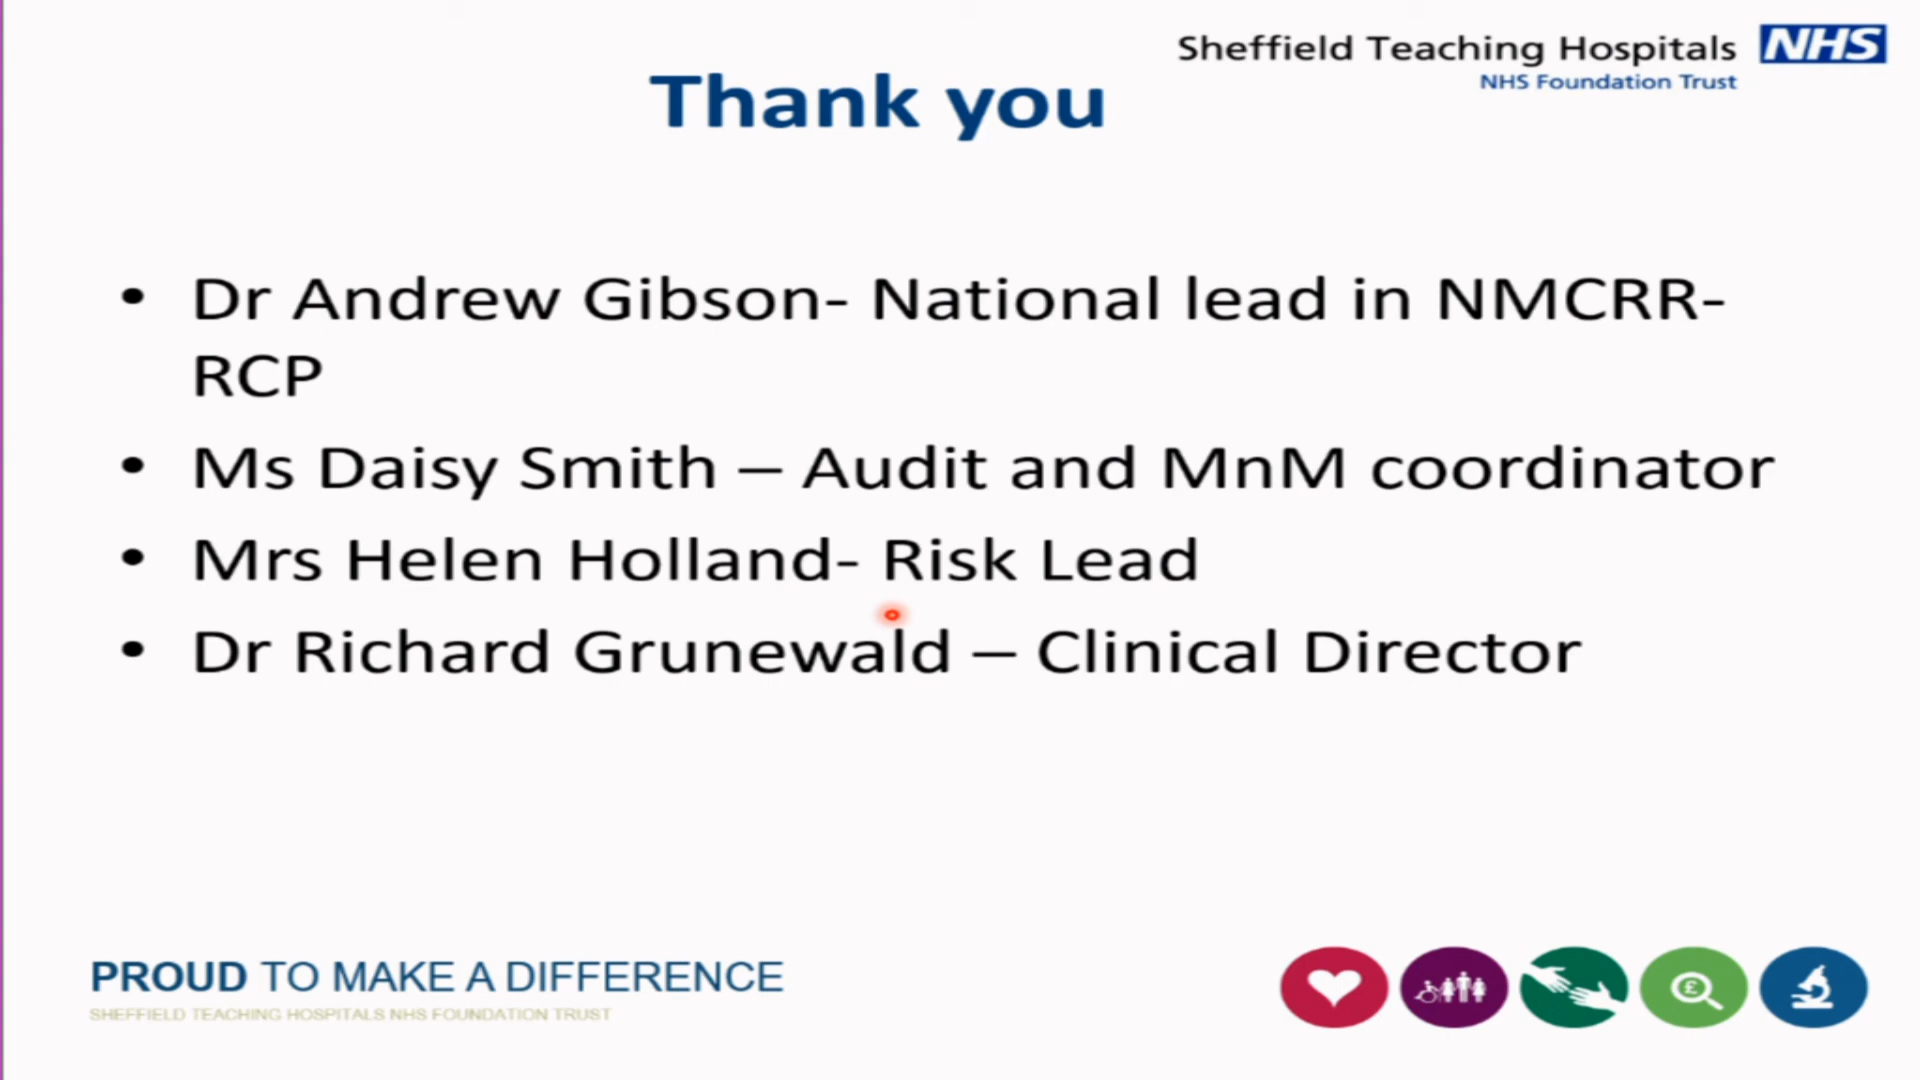 Sheffield Teaching Hospitals NHS
NHS Foundation Trust
Thank you
• Dr Andrew Gibson- National lead in NMCRR-
RCP
• Ms Daisy Smith – Audit and MnM coordinator
• Mrs Helen Holland- Risk Lead
• Dr Richard Grunewald – Clinical Director
PROUD TO MAKE A DIFFERENCE
SHEFFIELD TEACHING HOSPITALS NHS FOUNDATION TRUST
£